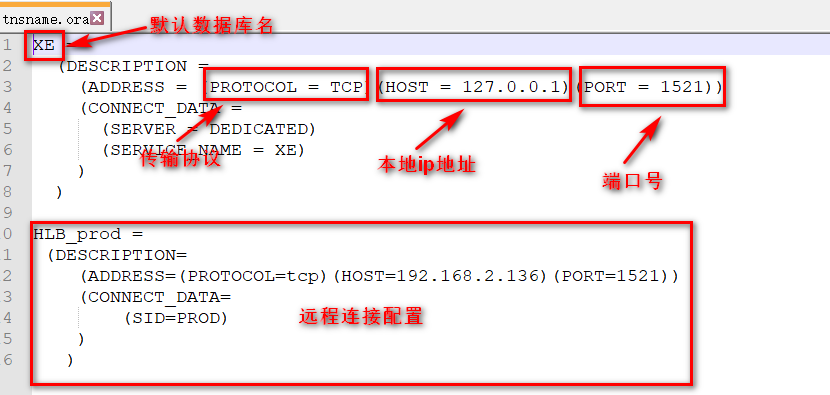 tnsname.ora
默认数据库名
1 XE =
2 (DESCRIPTION =
3 (ADDRESS = (PROTOCOL = TCP)(HOST = 127.0.0.1)(PORT = 1521))
4 (CONNECT_DATA =
5 (SERVER = DEDICATED)
6 (SERVICE_NAME = XE)
7 )
8 )
传输协议
本地ip地址
端口号
9
0 HLB_prod =
1 (DESCRIPTION=
2 (ADDRESS=(PROTOCOL=tcp)(HOST=192.168.2.136)(PORT=1521))
3 (CONNECT_DATA=
4 (SID=PROD)
5 )
6 )
远程连接配置